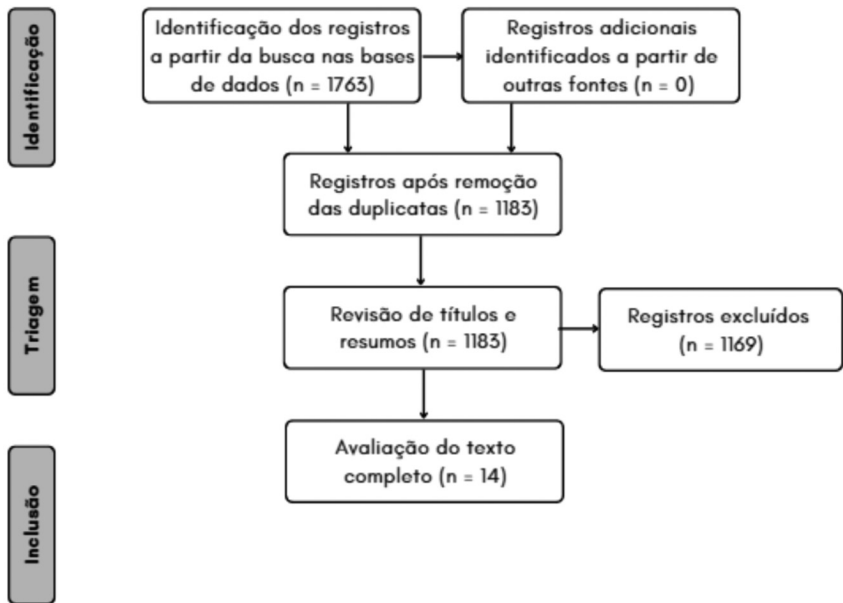 Identificação
Identificação dos registros
a partir da busca nas bases
de dados (n = 1763)
Registros adicionais
identificados a partir de
outras fontes (n = 0)
Registros após remoção
das duplicatas (n = 1183)
Triagem
Revisão de títulos e
resumos (n = 1183)
Registros excluídos
(n = 1169)
Avaliação do texto
completo (n = 14)
Inclusão